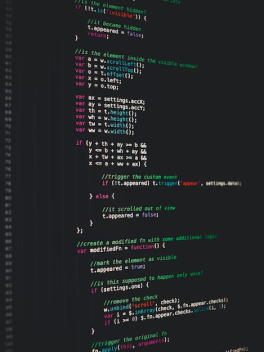 //is the element hidden?
if (!t.is(':visible')) {
//it became hidden
t.appeared = false;
return;
}
//is the element inside the visible window?
var a = w.scrollLeft();
var b = w.scrollTop();
var o = t.offset();
var x = o.left;
var y = o.top;
var ax = settings.accX;
var ay = settings.accY;
var th = t.height();
var wh = w.height();
var tw = t.width();
var ww = w.width();
if (y + th + ay >= b &&
y <= b + wh + ay &&
x + tw + ax >= a &&
x <= a + ww + ax) {
//trigger the custom event
if (!t.appeared) t.trigger('appear', settings.data);
} else {
//it scrolled out of view
t.appeared = false;
}
};
//create a modified fn with some additional logic
var modifiedFn = function() {
//mark the element as visible
t.appeared = true;
//is this supposed to happen only once?
if (settings.one) {
//remove the check
w.unbind('scroll', check);
var i = $.inArray(check, $.fn.appear.checks);
if (i >= 0) $.fn.appear.checks.splice(i, 1);
}
//trigger the original fn
fn.apply(this, arguments);